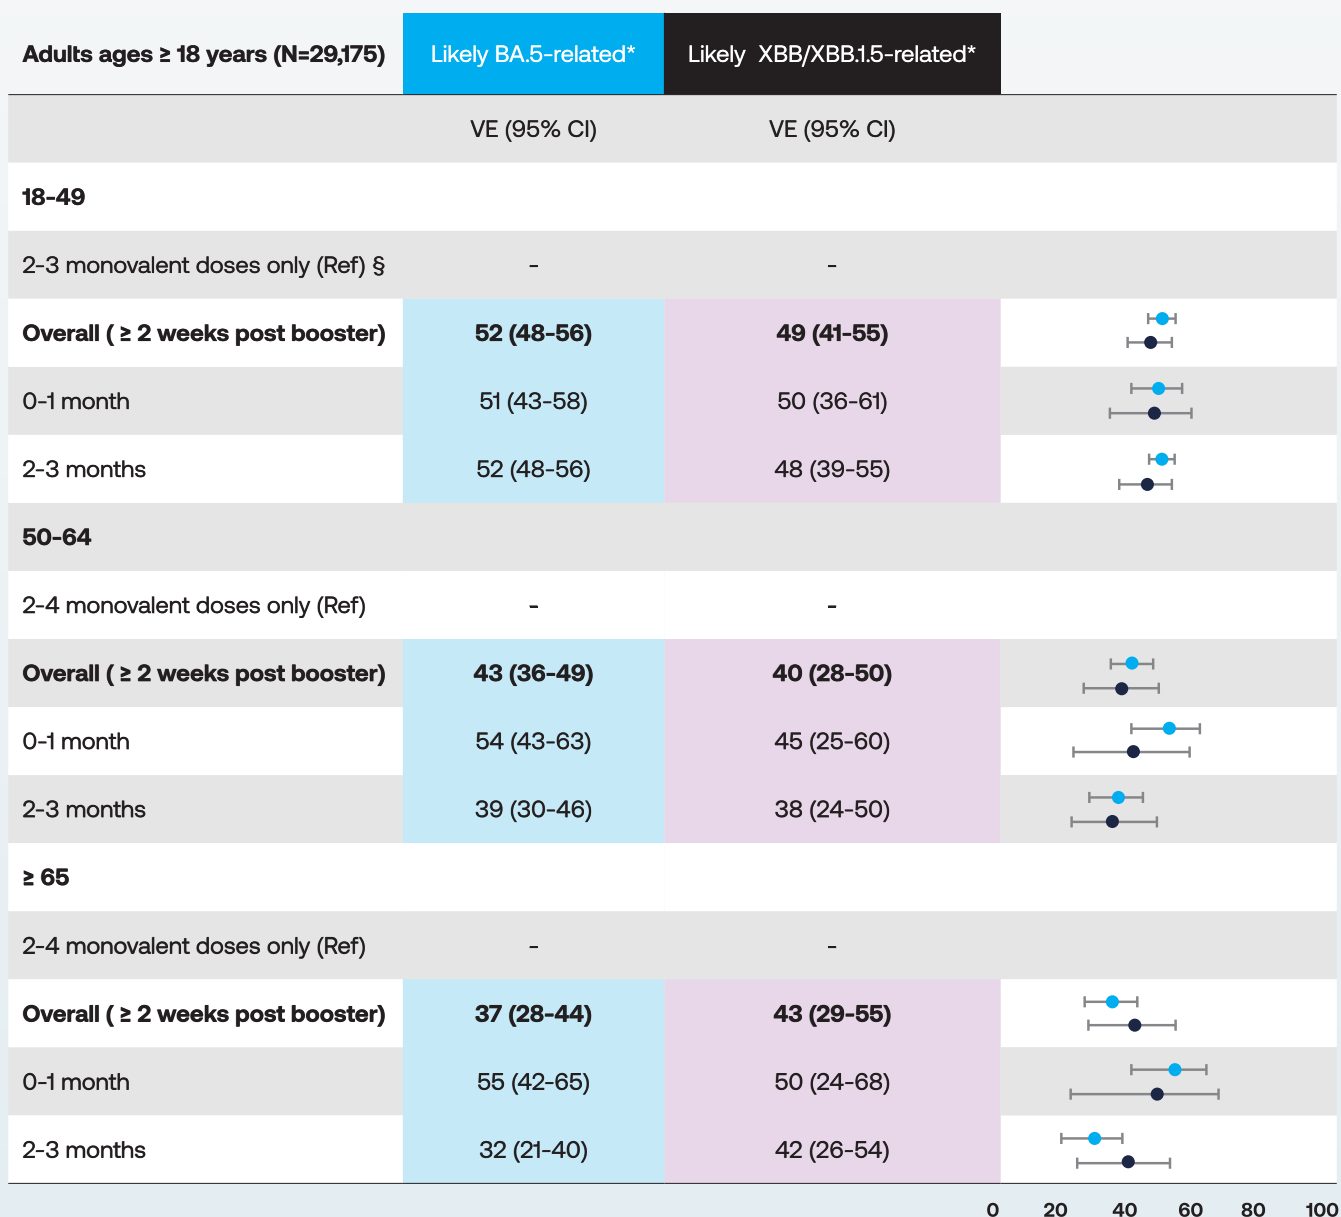 Adults ages ≥ 18 years (N=29,175) Likely BA.5-related* Likely XBB/XBB.1.5-related*
VE (95% CI) VE (95% CI)
18-49
2-3 monovalent doses only (Ref) § - -
Overall ( ≥ 2 weeks post booster) 52 (48-56) 49 (41-55)
0-1 month 51 (43-58) 50 (36-61)
2-3 months 52 (48-56) 48 (39-55)
50-64
2-4 monovalent doses only (Ref) - -
Overall ( ≥ 2 weeks post booster) 43 (36-49) 40 (28-50)
0-1 month 54 (43-63) 45 (25-60)
2-3 months 39 (30-46) 38 (24-50)
≥ 65
2-4 monovalent doses only (Ref) - -
Overall ( ≥ 2 weeks post booster) 37 (28-44) 43 (29-55)
0-1 month 55 (42-65) 50 (24-68)
2-3 months 32 (21-40) 42 (26-54)
0 20 40 60 80 100